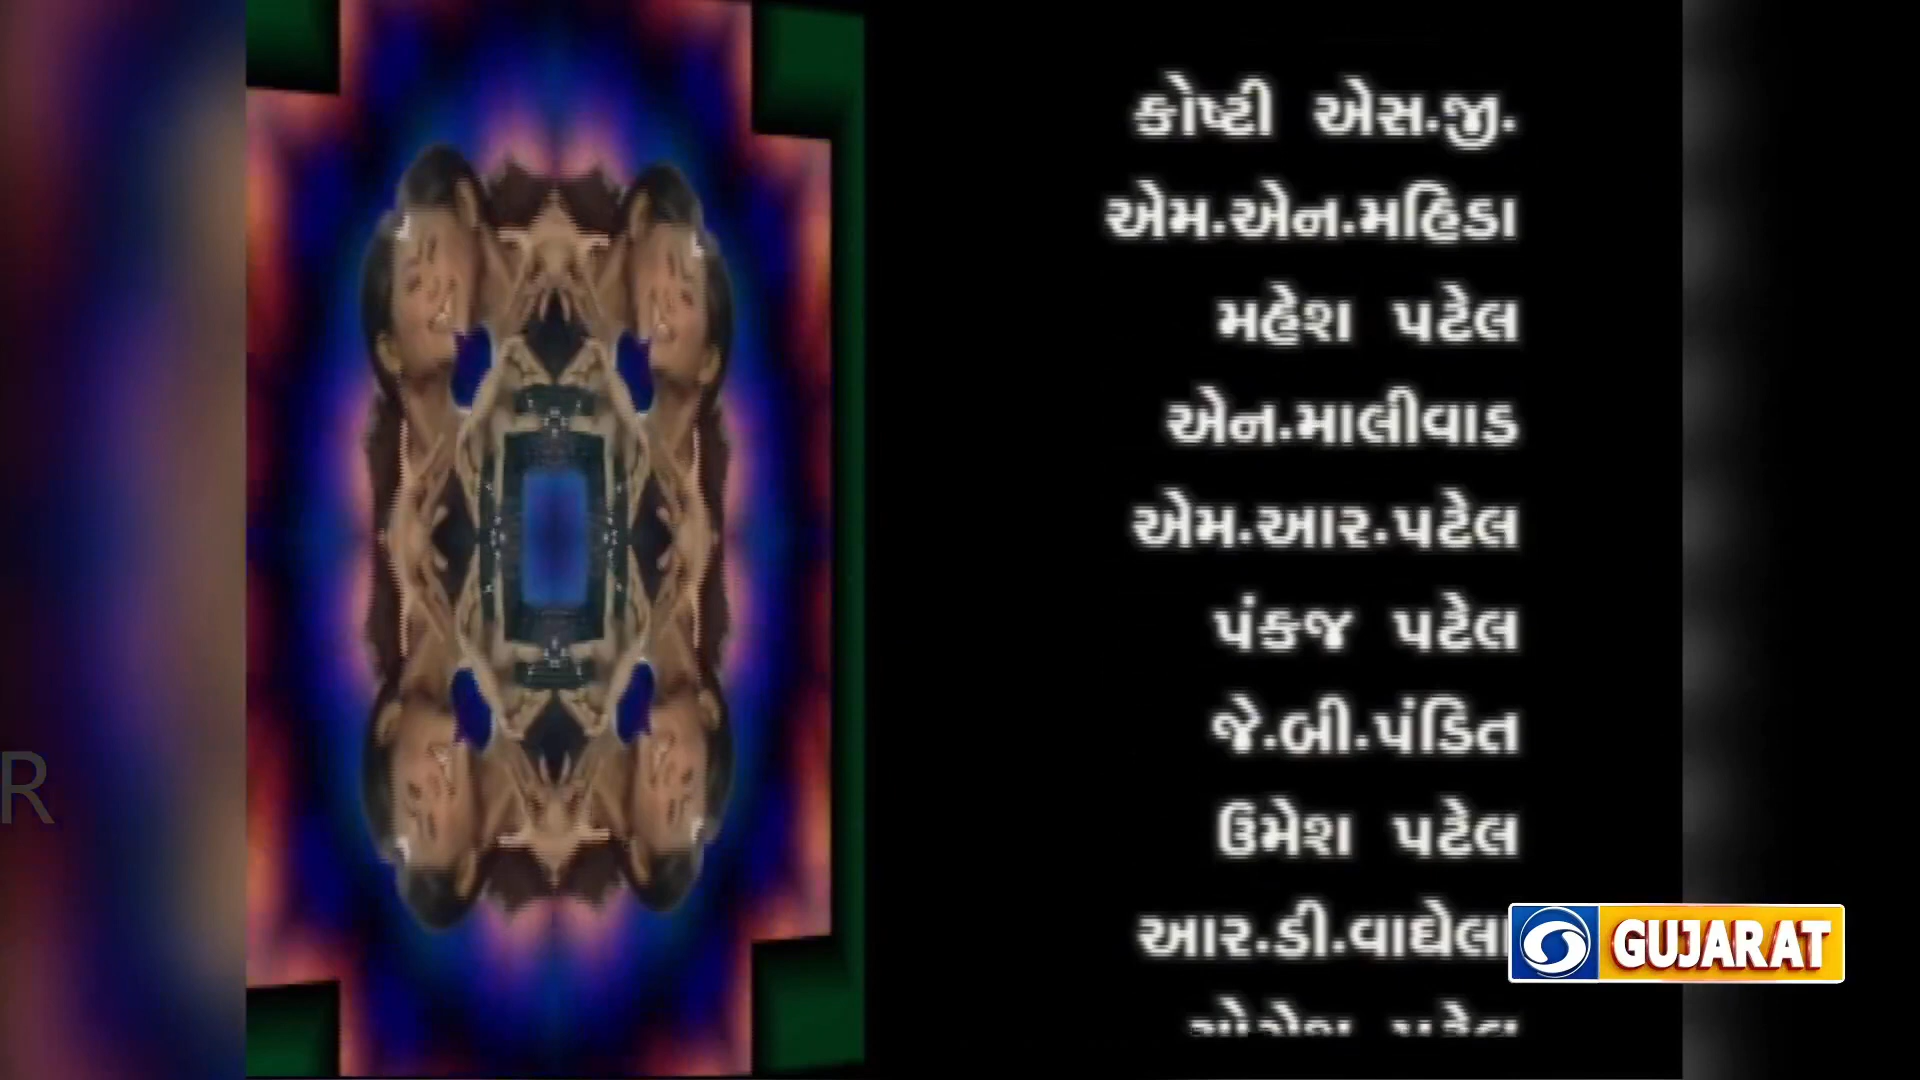 કોષ્ટી એસ.જી.
એમ.એન.મહિડા
મહેશ પટેલ
એન.માલીવાડ
એમ.આર.પટેલ
પંકજ પટેલ
જે.બી.પંડિત
ઉમેશ પટેલ
આર.ડી.વાઘેલા
GUJARAT
R